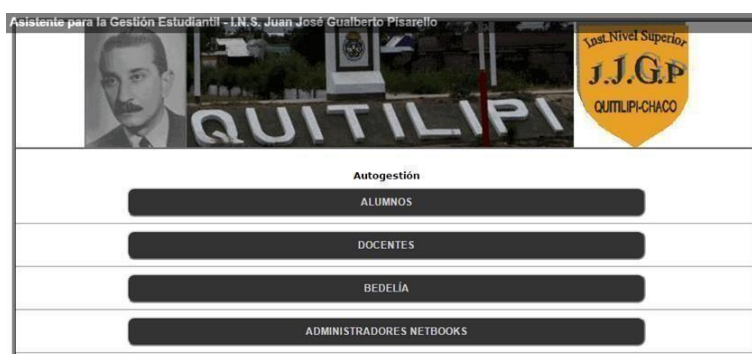 Asistente para la Gestión Estudiantil - I.N.S. Juan José Gualberto Pisarello
Inst. Nivel Superior
J.J.G.P
QUITILIPI-CHACO
QUITILIPI
Autogestión
ALUMNOS
DOCENTES
BEDELÍA
ADMINISTRADORES NETBOOKS